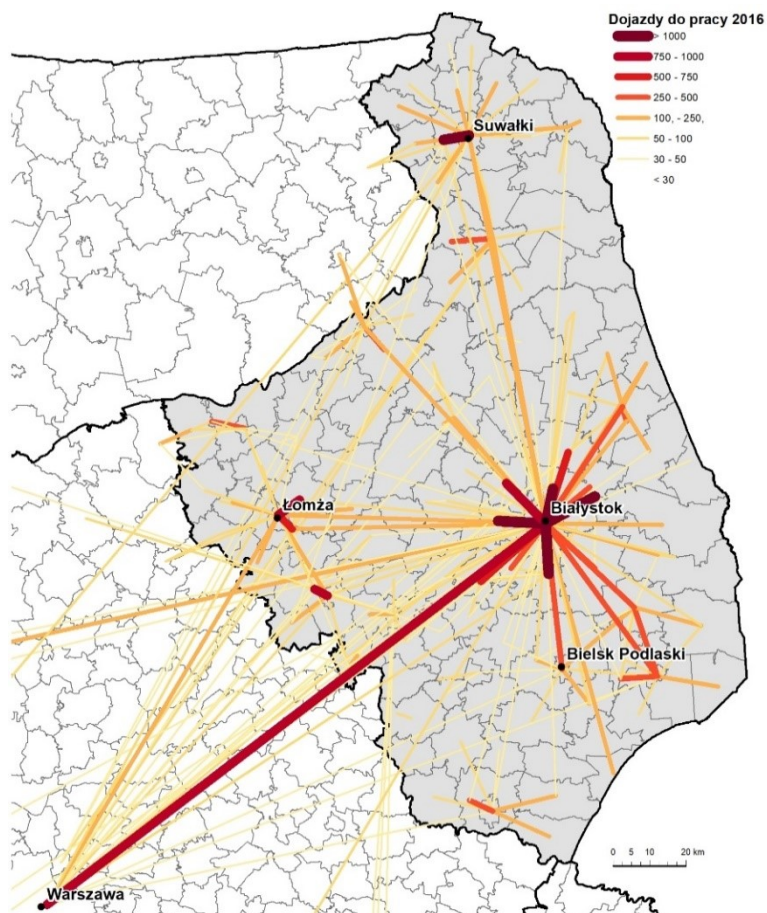 Dojazdy do pracy 2016
> 1000
750 - 1000
500 - 750
250 - 500
100, - 250,
50 - 100
30 - 50
< 30
Suwałki
Łomża
Białystok
Bielsk Podlaski
0 5 10 20 km
Warszawa